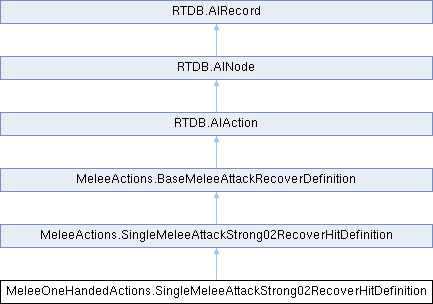 RTDB.AIRecord
RTDB.AINode
RTDB.AIAction
MeleeActions.BaseMeleeAttackRecoverDefinition
MeleeActions.SingleMeleeAttackStrong02RecoverHitDefinition
MeleeOneHandedActions.SingleMeleeAttackStrong02RecoverHitDefinition